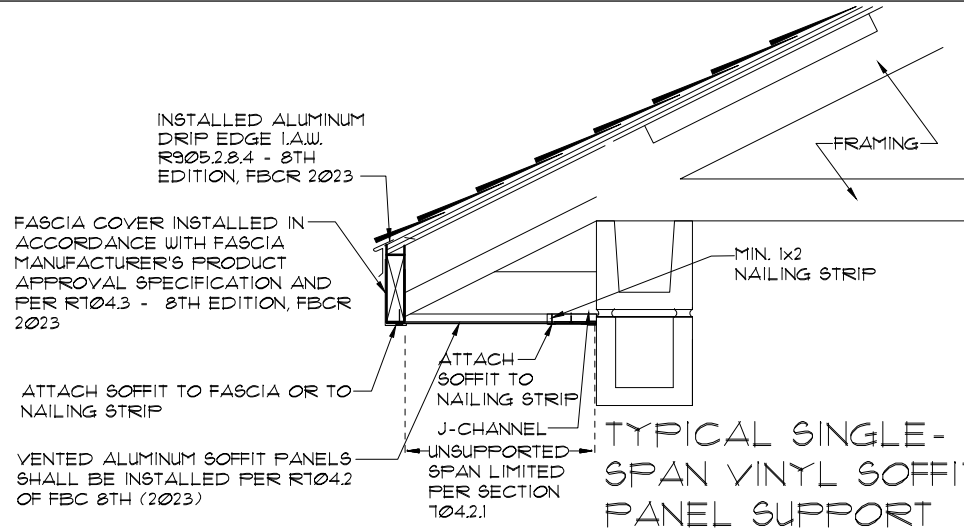 INSTALLED ALUMINUM
DRIP EDGE I.A.W.
R905.2.8.4 - 8TH
EDITION, FBCR 2023
FASCIA COVER INSTALLED IN
ACCORDANCE WITH FASCIA
MANUFACTURER'S PRODUCT
APPROVAL SPECIFICATION AND
PER R704.3 - 8TH EDITION, FBCR
2023
ATTACH SOFFIT TO FASCIA OR TO
NAILING STRIP
VENTED ALUMINUM SOFFIT PANELS
SHALL BE INSTALLED PER R704.2
OF FBC 8TH (2023)
FRAMING
MIN. 1x2
NAILING STRIP
ATTACH
SOFFIT TO
NAILING STRIP
J-CHANNEL
UNSUPPORTED
SPAN LIMITED
PER SECTION
704.2.1
TYPICAL SINGLE-
SPAN VINYL SOFFIT
PANEL SUPPORT